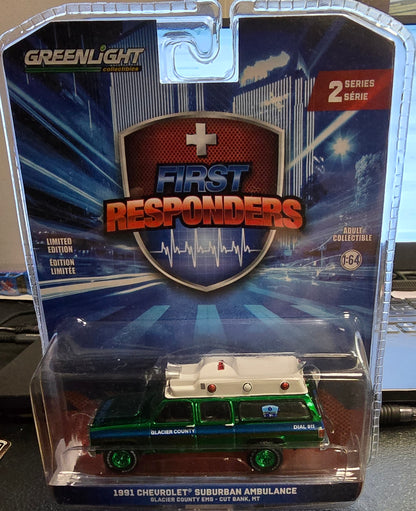 GREENLIGHT
collectibles
2 SERIES
SÉRIE
FIRST
RESPONDERS
LIMITED
EDITION
ÉDITION
LIMITÉE
ADULT
COLLECTIBLE
1:64
GLACIER COUNTY
DIAL 911
1991 CHEVROLET® SUBURBAN AMBULANCE
GLACIER COUNTY EMS - CUT BANK, MT